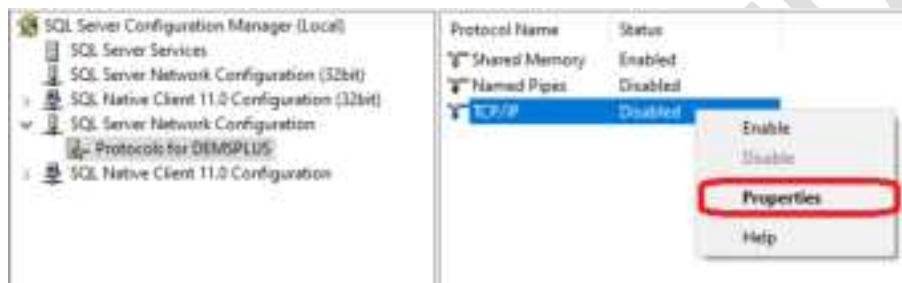 SQL Server Configuration Manager (Local)
SQL Server Services
SQL Server Network Configuration (32bit)
SQL Native Client 11.0 Configuration (32bit)
SQL Server Network Configuration
Protocols for DEMSPLUS
SQL Native Client 11.0 Configuration
Protocol Name Status
Shared Memory Enabled
Named Pipes Disabled
TCP/IP Disabled
Enable
Disable
Properties
Help